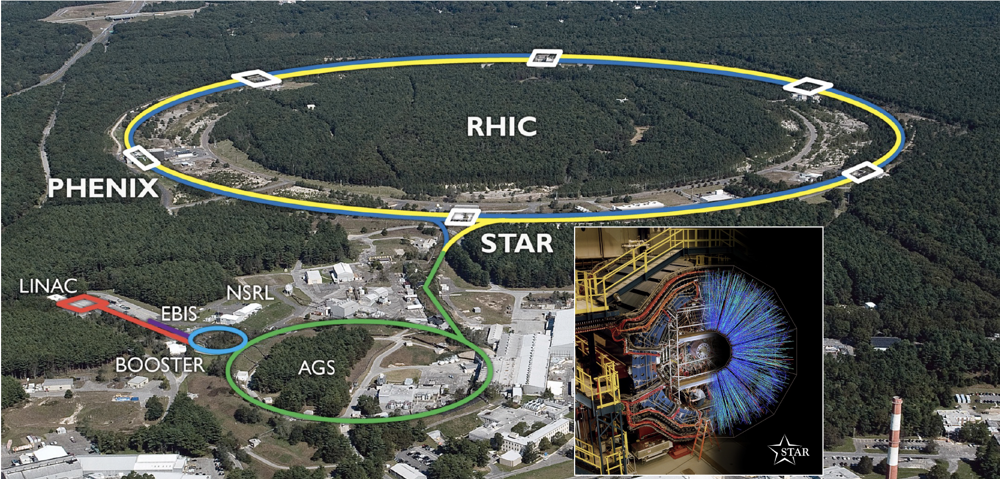 RHIC
PHENIX
STAR
LINAC
NSRL
EBIS
BOOSTER
AGS
STAR